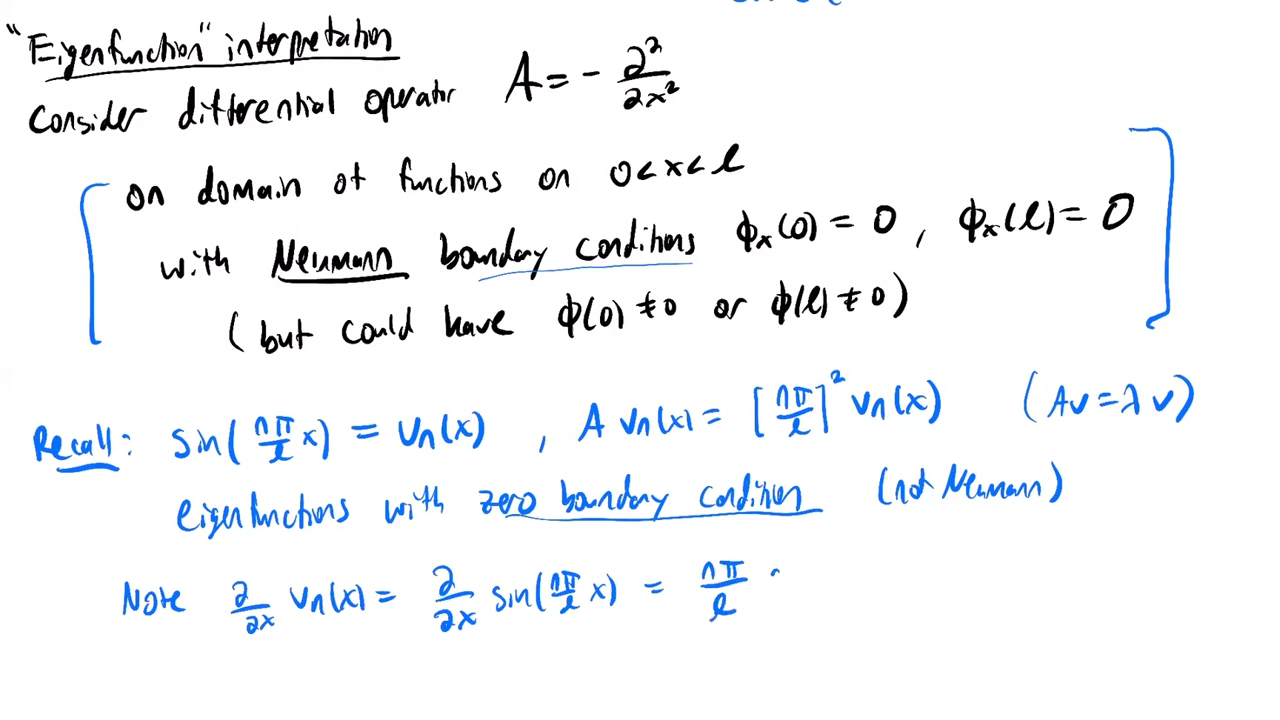 "Eigenfunction" interpretation
Consider differential operator A = - ∂²/∂x²
on domain of functions on 0<x<l
with Neumann boundary conditions ϕₓ(0) = 0, ϕₓ(l) = 0
(but could have ϕ(0) ≠ 0 or ϕ(l) ≠ 0)
Recall: sin(nπ/l x) = vₙ(x), A vₙ(x) = [nπ/l]² vₙ(x) (Av = λv)
eigenfunctions with zero boundary condition (not Neumann)
Note ∂/∂x vₙ(x) = ∂/∂x sin(nπ/l x) = nπ/l